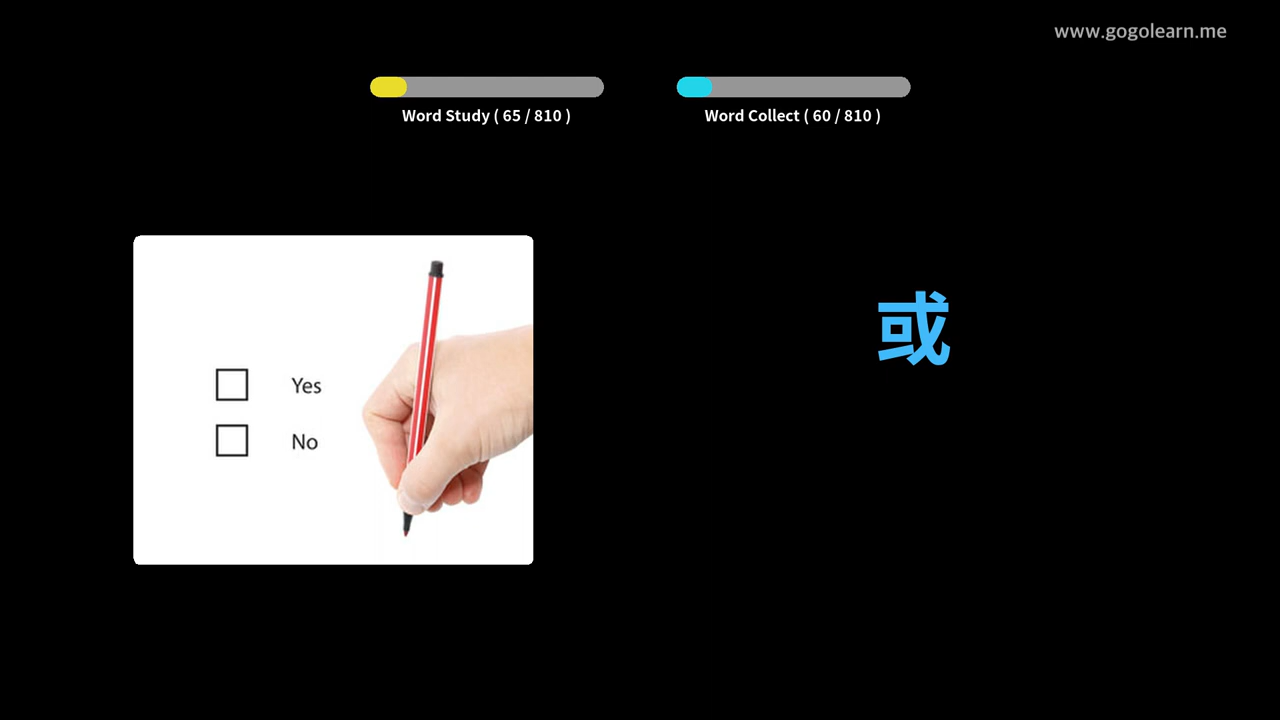 www.gogolearn.me
Word Study ( 65 / 810 )
Word Collect ( 60 / 810 )
Yes
No
或